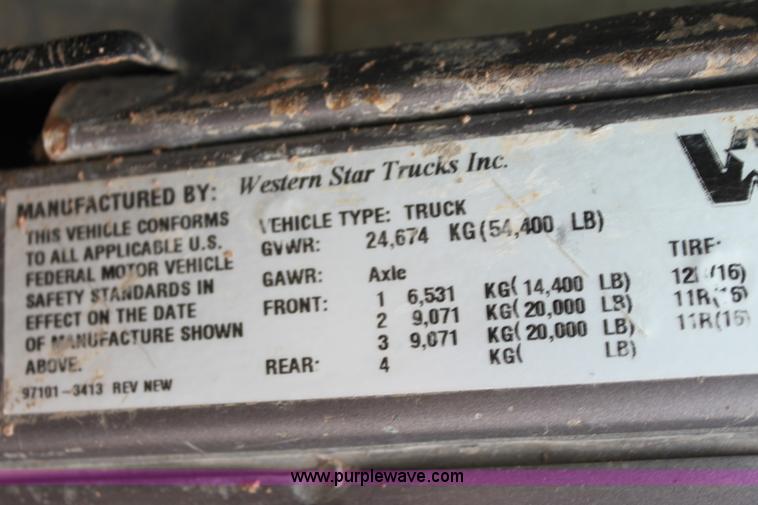 MANUFACTURED BY: Western Star Trucks Inc.
THIS VEHICLE CONFORMS
TO ALL APPLICABLE U.S.
FEDERAL MOTOR VEHICLE
SAFETY STANDARDS IN
EFFECT ON THE DATE
OF MANUFACTURE SHOWN
ABOVE.
97101-3413 REV NEW
VEHICLE TYPE: TRUCK
GVWR: 24,674 KG(54,400 LB)
GAWR: Axle TIRE
FRONT: 1 6,531 KG(14,400 LB)
2 9,071 KG(20,000 LB) 11R(
3 9,071 KG(20,000 LB) 11R(16)
REAR: 4 KG( LB)
www.purplewave.com